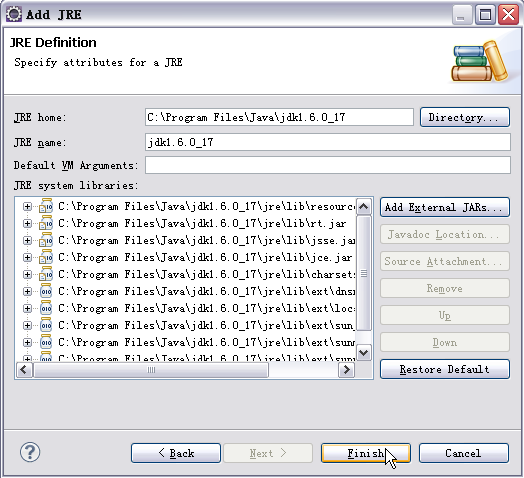 Add JRE
JRE Definition
Specify attributes for a JRE
JRE home:
C:\Program Files\Java\jdk1.6.0_17
Directory...
JRE name:
jdk1.6.0_17
Default VM Arguments:
JRE system libraries:
C:\Program Files\Java\jdk1.6.0_17\jre\lib\resourc
C:\Program Files\Java\jdk1.6.0_17\jre\lib\rt.jar
C:\Program Files\Java\jdk1.6.0_17\jre\lib\jsse.jar
C:\Program Files\Java\jdk1.6.0_17\jre\lib\jce.jar
C:\Program Files\Java\jdk1.6.0_17\jre\lib\charsets
C:\Program Files\Java\jdk1.6.0_17\jre\lib\ext\dnsn
C:\Program Files\Java\jdk1.6.0_17\jre\lib\ext\loca
C:\Program Files\Java\jdk1.6.0_17\jre\lib\ext\sun_
C:\Program Files\Java\jdk1.6.0_17\jre\lib\ext\sunm
C:\Program Files\Java\jdk1.6.0_17\jre\lib\ext\sunp
Add External JARs...
Javadoc Location...
Source Attachment...
Remove
Up
Down
Restore Default
?
< Back
Next >
Finish
Cancel